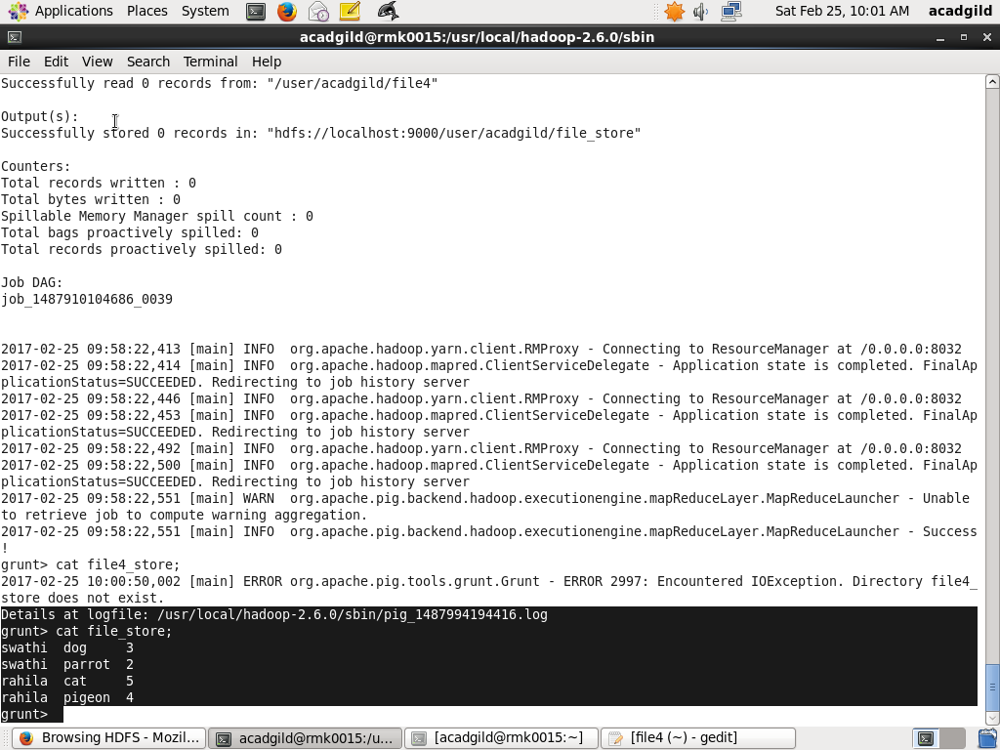 Applications Places System Sat Feb 25, 10:01 AM acadgild
acadgild@rmk0015:/usr/local/hadoop-2.6.0/sbin
File Edit View Search Terminal Help
Successfully read 0 records from: "/user/acadgild/file4"
Output(s):
Successfully stored 0 records in: "hdfs://localhost:9000/user/acadgild/file_store"
Counters:
Total records written : 0
Total bytes written : 0
Spillable Memory Manager spill count : 0
Total bags proactively spilled: 0
Total records proactively spilled: 0
Job DAG:
job_1487910104686_0039
2017-02-25 09:58:22,413 [main] INFO  org.apache.hadoop.yarn.client.RMProxy - Connecting to ResourceManager at /0.0.0.0:8032
2017-02-25 09:58:22,414 [main] INFO  org.apache.hadoop.mapred.ClientServiceDelegate - Application state is completed. FinalAp
plicationStatus=SUCCEEDED. Redirecting to job history server
2017-02-25 09:58:22,446 [main] INFO  org.apache.hadoop.yarn.client.RMProxy - Connecting to ResourceManager at /0.0.0.0:8032
2017-02-25 09:58:22,453 [main] INFO  org.apache.hadoop.mapred.ClientServiceDelegate - Application state is completed. FinalAp
plicationStatus=SUCCEEDED. Redirecting to job history server
2017-02-25 09:58:22,492 [main] INFO  org.apache.hadoop.yarn.client.RMProxy - Connecting to ResourceManager at /0.0.0.0:8032
2017-02-25 09:58:22,500 [main] INFO  org.apache.hadoop.mapred.ClientServiceDelegate - Application state is completed. FinalAp
plicationStatus=SUCCEEDED. Redirecting to job history server
2017-02-25 09:58:22,551 [main] WARN  org.apache.pig.backend.hadoop.executionengine.mapReduceLayer.MapReduceLauncher - Unable
to retrieve job to compute warning aggregation.
2017-02-25 09:58:22,551 [main] INFO  org.apache.pig.backend.hadoop.executionengine.mapReduceLayer.MapReduceLauncher - Success
!
grunt> cat file4_store;
2017-02-25 10:00:50,002 [main] ERROR org.apache.pig.tools.grunt.Grunt - ERROR 2997: Encountered IOException. Directory file4_
store does not exist.
Details at logfile: /usr/local/hadoop-2.6.0/sbin/pig_1487994194416.log
grunt> cat file_store;
swathi  dog     3
swathi  parrot  2
rahila  cat     5
rahila  pigeon  4
grunt>
Browsing HDFS - Mozil... acadgild@rmk0015:/u... [acadgild@rmk0015:~] [file4 (~) - gedit]